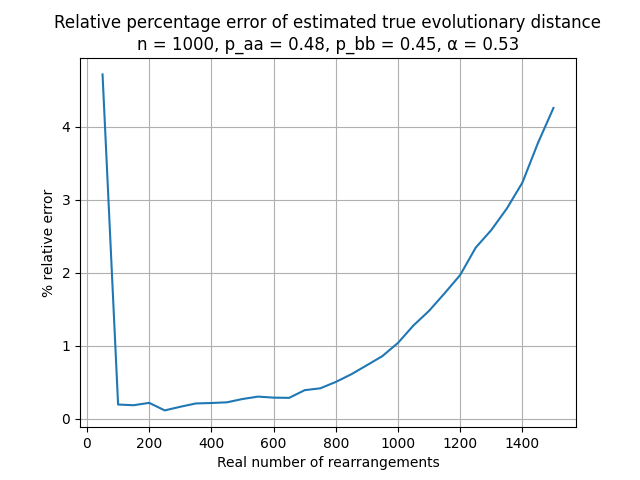 Relative percentage error of estimated true evolutionary distance
n = 1000, p_aa = 0.48, p_bb = 0.45, α = 0.53
% relative error
4
3
2
1
0
0 200 400 600 800 1000 1200 1400
Real number of rearrangements